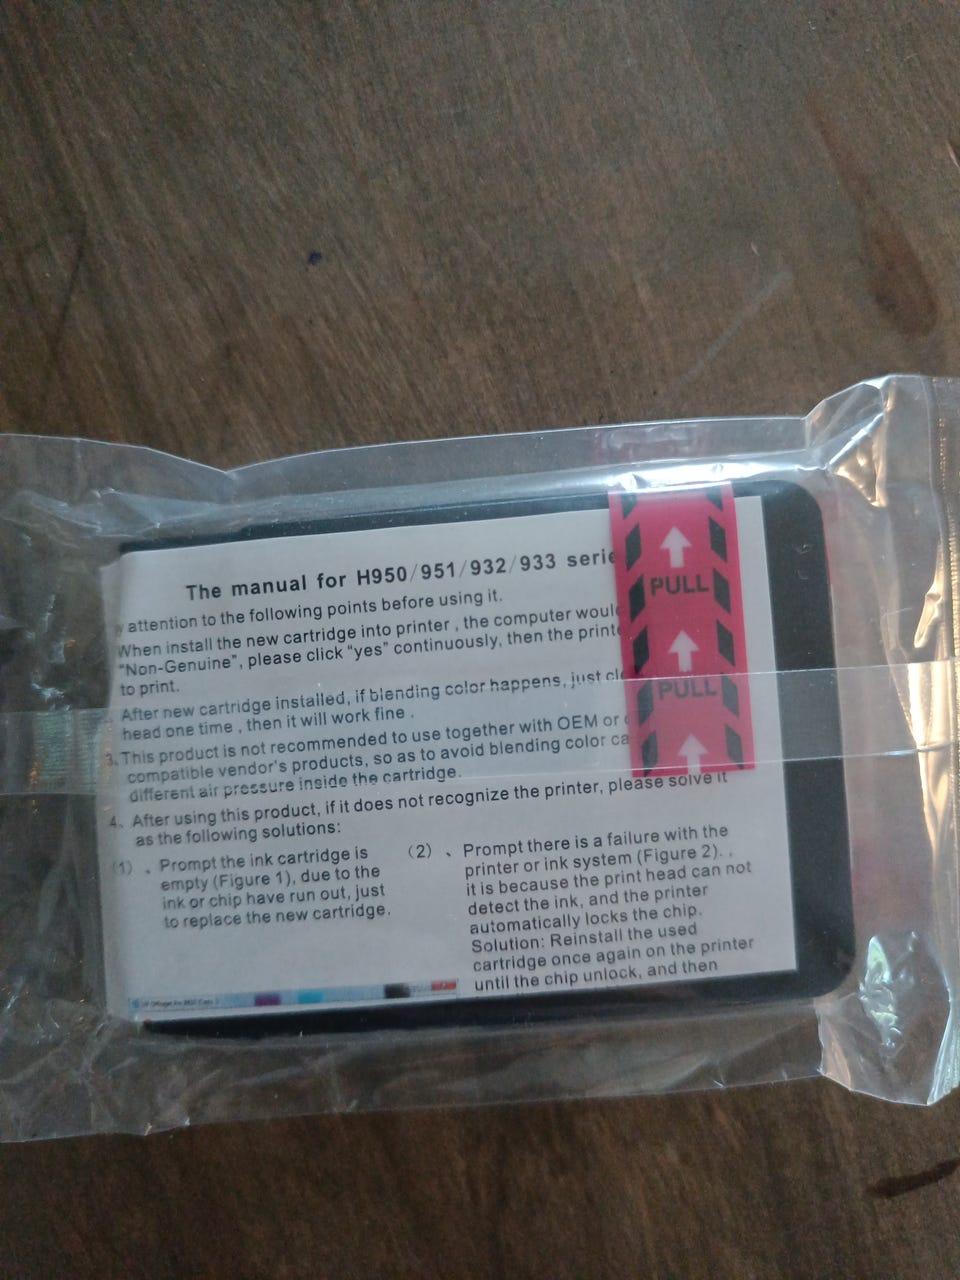 The manual for H950/951/932/933 serie
attention to the following points before using it.
When install the new cartridge into printer , the computer would
"Non-Genuine", please click "yes" continuously, then the printe
to print.
After new cartridge installed, if blending color happens, just cle
head one time , then it will work fine .
3、This product is not recommended to use together with OEM or
compatible vendor's products, so as to avoid blending color ca
different air pressure inside the cartridge.
4、After using this product, if it does not recognize the printer, please solve it
as the following solutions:
(1) 、Prompt the ink cartridge is
empty (Figure 1), due to the
ink or chip have run out, just
to replace the new cartridge.
(2) 、Prompt there is a failure with the
printer or ink system (Figure 2). .
it is because the print head can not
detect the ink, and the printer
automatically locks the chip.
Solution: Reinstall the used
cartridge once again on the printer
until the chip unlock, and then
PULL
PULL